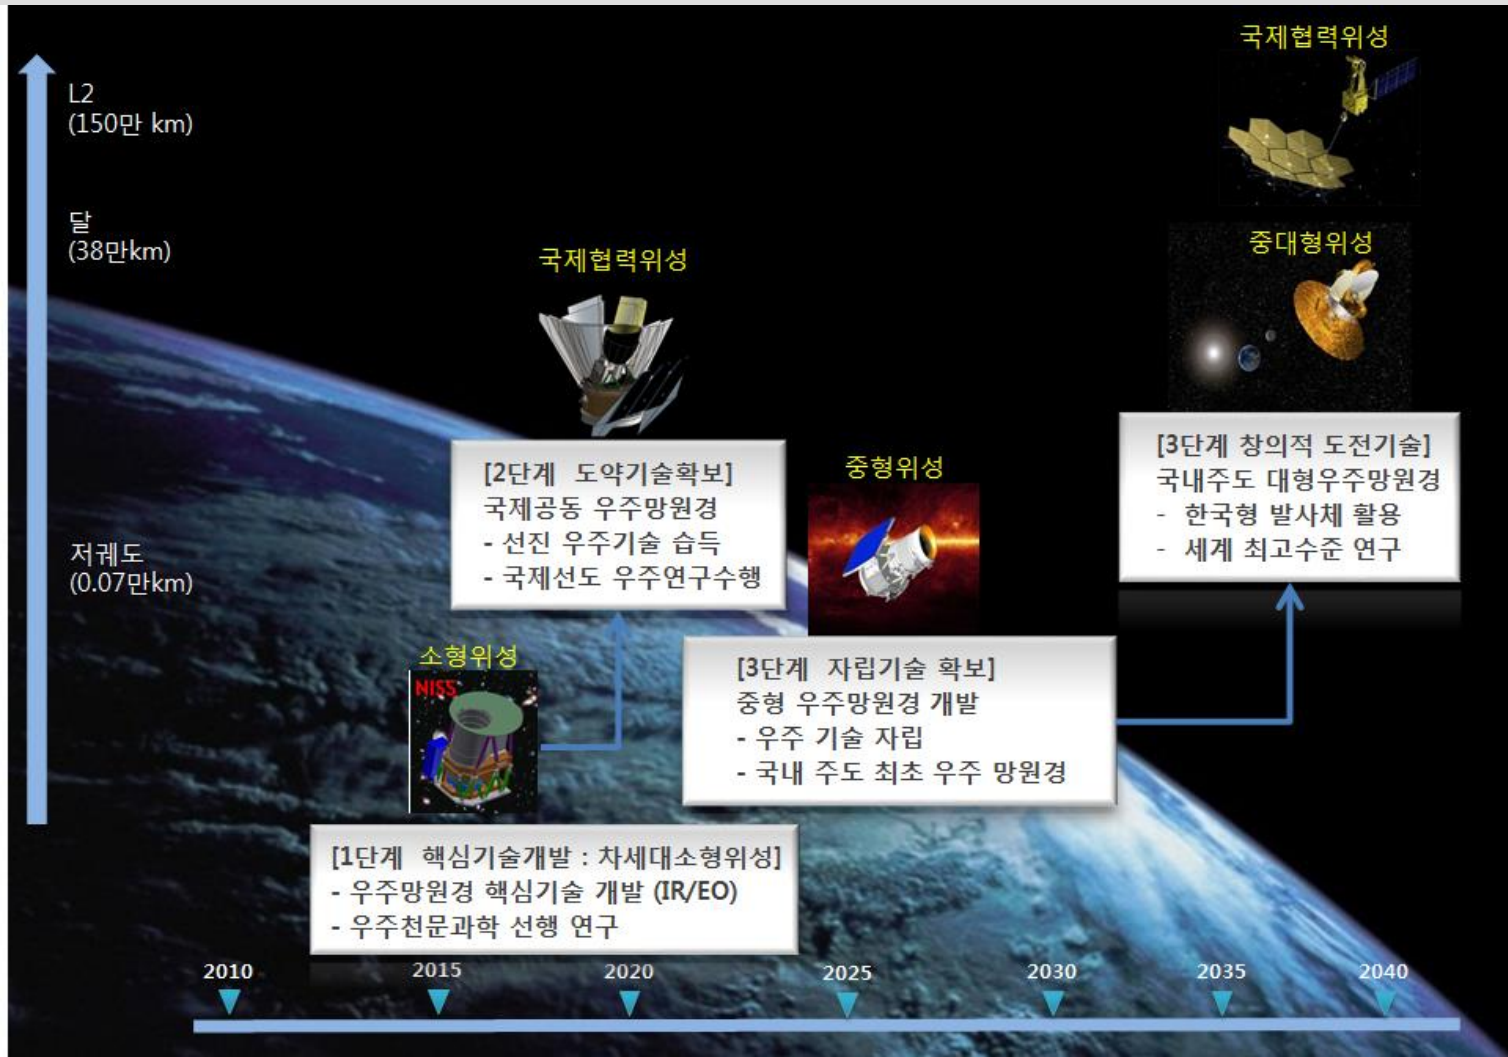 국제협력위성
L2
(150만 km)
달
(38만km)
중대형위성
국제협력위성
[3단계 창의적 도전기술]
국내주도 대형우주망원경
- 한국형 발사체 활용
- 세계 최고수준 연구
[2단계 도약기술확보]
국제공동 우주망원경
- 선진 우주기술 습득
- 국제선도 우주연구수행
중형위성
저궤도
(0.07만km)
소형위성
NISS
[3단계 자립기술 확보]
중형 우주망원경 개발
- 우주 기술 자립
- 국내 주도 최초 우주 망원경
[1단계 핵심기술개발 : 차세대소형위성]
- 우주망원경 핵심기술 개발 (IR/EO)
- 우주천문과학 선행 연구
2010 2015 2020 2025 2030 2035 2040